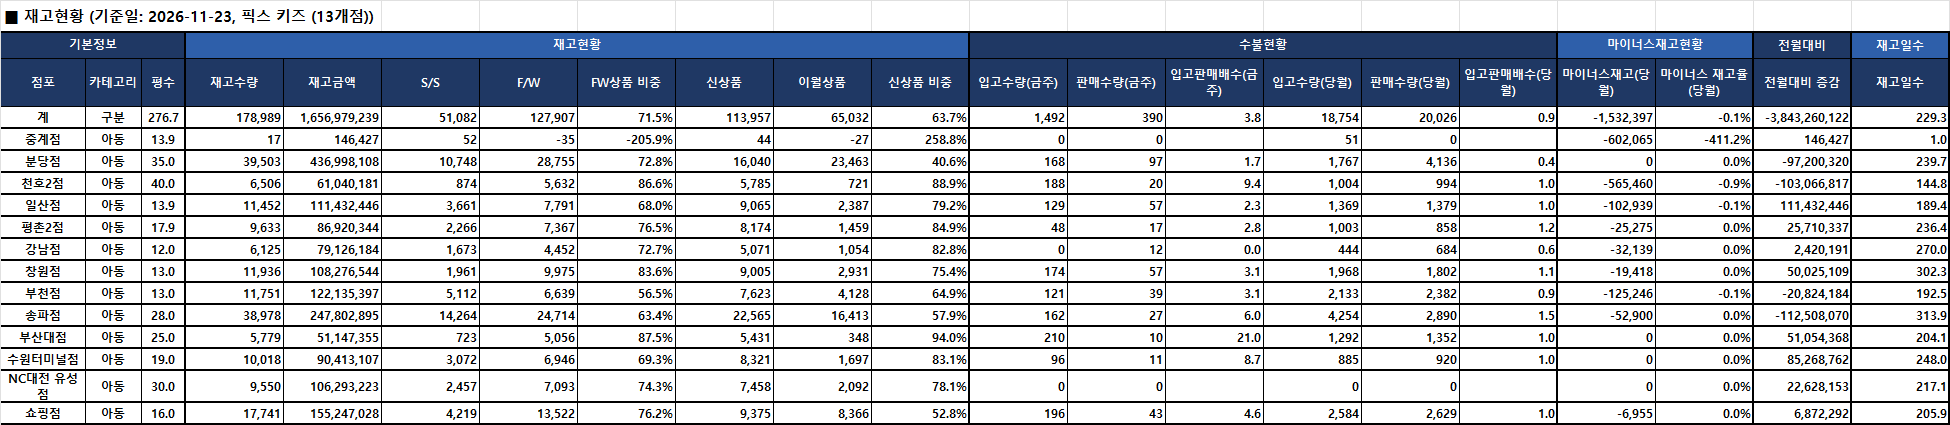 ■ 재고현황 (기준일: 2026-11-23, 픽스 키즈 (13개점))
기본정보 재고현황 수불현황 마이너스재고현황 전월대비 재고일수
점포 카테고리 평수 재고수량 재고금액 S/S F/W FW상품 비중 신상품 이월상품 신상품 비중 입고수량(금주) 판매수량(금주) 입고판매배수(금주) 입고수량(당월) 판매수량(당월) 입고판매배수(당월) 마이너스재고(당월) 마이너스 재고율(당월) 전월대비 증감 재고일수
계 구분 276.7 178,989 1,656,979,239 51,082 127,907 71.5% 113,957 65,032 63.7% 1,492 390 3.8 18,754 20,026 0.9 -1,532,397 -0.1% -3,843,260,122 229.3
중계점 아동 13.9 17 146,427 52 -35 -205.9% 44 -27 258.8% 0 0 51 0 -602,065 -411.2% 146,427 1.0
분당점 아동 35.0 39,503 436,998,108 10,748 28,755 72.8% 16,040 23,463 40.6% 168 97 1.7 1,767 4,136 0.4 0 0.0% -97,200,320 239.7
천호2점 아동 40.0 6,506 61,040,181 874 5,632 86.6% 5,785 721 88.9% 188 20 9.4 1,004 994 1.0 -565,460 -0.9% -103,066,817 144.8
일산점 아동 13.9 11,452 111,432,446 3,661 7,791 68.0% 9,065 2,387 79.2% 129 57 2.3 1,369 1,379 1.0 -102,939 -0.1% 111,432,446 189.4
평촌2점 아동 17.9 9,633 86,920,344 2,266 7,367 76.5% 8,174 1,459 84.9% 48 17 2.8 1,003 858 1.2 -25,275 0.0% 25,710,337 236.4
강남점 아동 12.0 6,125 79,126,184 1,673 4,452 72.7% 5,071 1,054 82.8% 0 12 0.0 444 684 0.6 -32,139 0.0% 2,420,191 270.0
창원점 아동 13.0 11,936 108,276,544 1,961 9,975 83.6% 9,005 2,931 75.4% 174 57 3.1 1,968 1,802 1.1 -19,418 0.0% 50,025,109 302.3
부천점 아동 13.0 11,751 122,135,397 5,112 6,639 56.5% 7,623 4,128 64.9% 121 39 3.1 2,133 2,382 0.9 -125,246 -0.1% -20,824,184 192.5
송파점 아동 28.0 38,978 247,802,895 14,264 24,714 63.4% 22,565 16,413 57.9% 162 27 6.0 4,254 2,890 1.5 -52,900 0.0% -112,508,070 313.9
부산대점 아동 25.0 5,779 51,147,355 723 5,056 87.5% 5,431 348 94.0% 210 10 21.0 1,292 1,352 1.0 0 0.0% 51,054,368 204.1
수원터미널점 아동 19.0 10,018 90,413,107 3,072 6,946 69.3% 8,321 1,697 83.1% 96 11 8.7 885 920 1.0 0 0.0% 85,268,762 248.0
NC대전 유성점 아동 30.0 9,550 106,293,223 2,457 7,093 74.3% 7,458 2,092 78.1% 0 0 0 0 0 0.0% 22,628,153 217.1
쇼핑점 아동 16.0 17,741 155,247,028 4,219 13,522 76.2% 9,375 8,366 52.8% 196 43 4.6 2,584 2,629 1.0 -6,955 0.0% 6,872,292 205.9